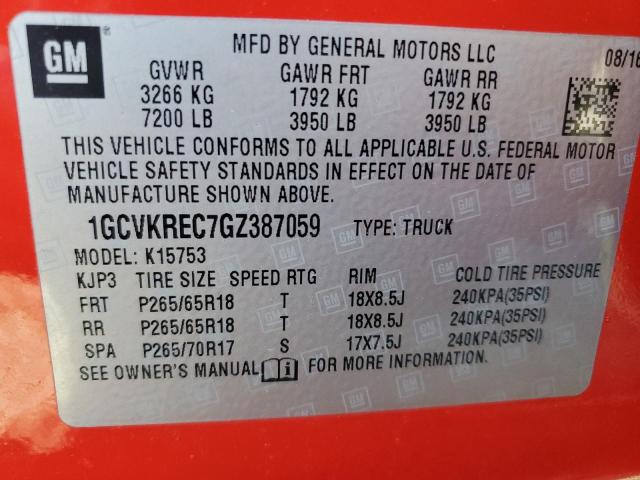 GM
MFD BY GENERAL MOTORS LLC
08/16
GVWR GAWR FRT GAWR RR
3266 KG 1792 KG 1792 KG
7200 LB 3950 LB 3950 LB
THIS VEHICLE CONFORMS TO ALL APPLICABLE U.S. FEDERAL MOTOR
VEHICLE SAFETY STANDARDS IN EFFECT ON THE DATE OF
MANUFACTURE SHOWN ABOVE.
1GCVKREC7GZ387059 TYPE: TRUCK
MODEL: K15753
KJP3 TIRE SIZE SPEED RTG RIM COLD TIRE PRESSURE
FRT P265/65R18 T 18X8.5J 240KPA(35PSI)
RR P265/65R18 T 18X8.5J 240KPA(35PSI)
SPA P265/70R17 S 17X7.5J 240KPA(35PSI)
SEE OWNER'S MANUAL FOR MORE INFORMATION.